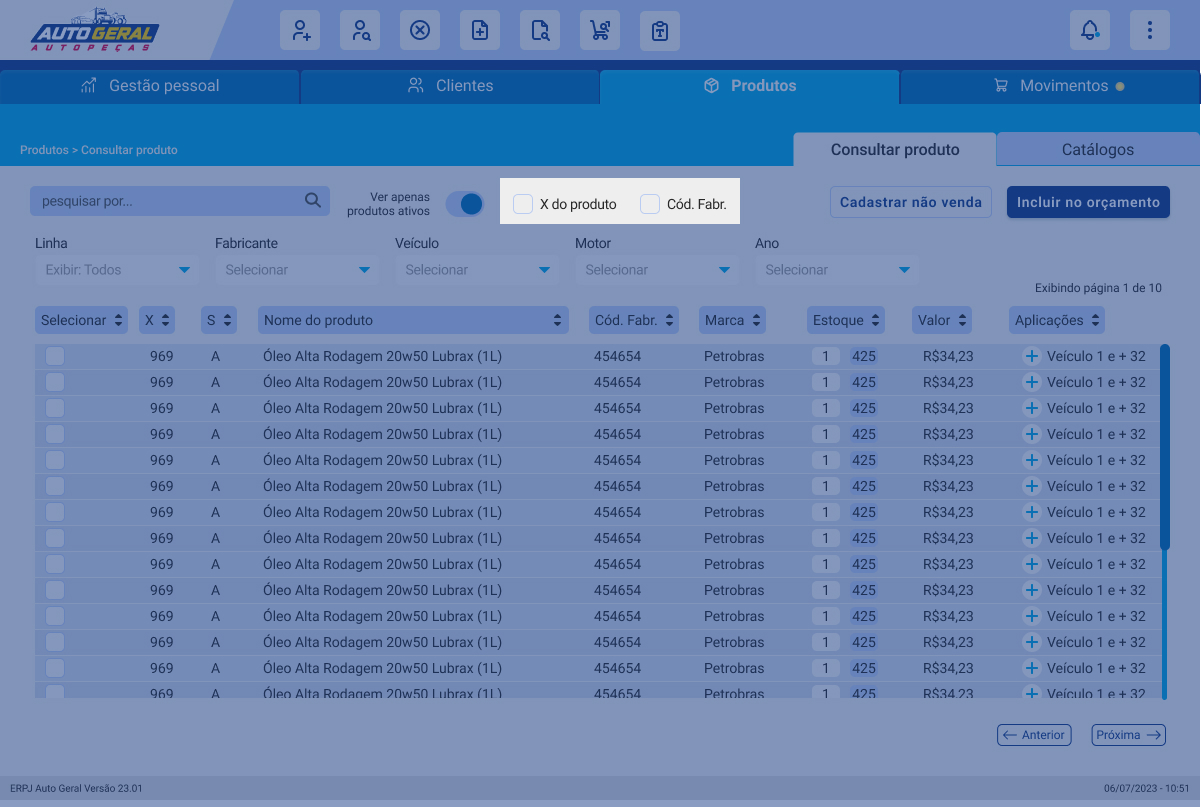 AUTO GERAL
AUTOPEÇAS
Gestão pessoal
Clientes
Produtos
Movimentos
Produtos > Consultar produto
Consultar produto
Catálogos
pesquisar por...
Ver apenas
produtos ativos
X do produto
Cód. Fabr.
Cadastrar não venda
Incluir no orçamento
Linha Fabricante Veículo Motor Ano
Exibir: Todos Selecionar Selecionar Selecionar Selecionar
Exibindo página 1 de 10
Selecionar X S Nome do produto Cód. Fabr. Marca Estoque Valor Aplicações
969 A Óleo Alta Rodagem 20w50 Lubrax (1L) 454654 Petrobras 1 425 R$34,23 + Veículo 1 e + 32
969 A Óleo Alta Rodagem 20w50 Lubrax (1L) 454654 Petrobras 1 425 R$34,23 + Veículo 1 e + 32
969 A Óleo Alta Rodagem 20w50 Lubrax (1L) 454654 Petrobras 1 425 R$34,23 + Veículo 1 e + 32
969 A Óleo Alta Rodagem 20w50 Lubrax (1L) 454654 Petrobras 1 425 R$34,23 + Veículo 1 e + 32
969 A Óleo Alta Rodagem 20w50 Lubrax (1L) 454654 Petrobras 1 425 R$34,23 + Veículo 1 e + 32
969 A Óleo Alta Rodagem 20w50 Lubrax (1L) 454654 Petrobras 1 425 R$34,23 + Veículo 1 e + 32
969 A Óleo Alta Rodagem 20w50 Lubrax (1L) 454654 Petrobras 1 425 R$34,23 + Veículo 1 e + 32
969 A Óleo Alta Rodagem 20w50 Lubrax (1L) 454654 Petrobras 1 425 R$34,23 + Veículo 1 e + 32
969 A Óleo Alta Rodagem 20w50 Lubrax (1L) 454654 Petrobras 1 425 R$34,23 + Veículo 1 e + 32
969 A Óleo Alta Rodagem 20w50 Lubrax (1L) 454654 Petrobras 1 425 R$34,23 + Veículo 1 e + 32
969 A Óleo Alta Rodagem 20w50 Lubrax (1L) 454654 Petrobras 1 425 R$34,23 + Veículo 1 e + 32
969 A Óleo Alta Rodagem 20w50 Lubrax (1L) 454654 Petrobras 1 425 R$34,23 + Veículo 1 e + 32
969 A Óleo Alta Rodagem 20w50 Lubrax (1L) 454654 Petrobras 1 425 R$34,23 + Veículo 1 e + 32
969 A Óleo Alta Rodagem 20w50 Lubrax (1L) 454654 Petrobras 1 425 R$34,23 + Veículo 1 e + 32
← Anterior
Próxima →
ERPJ Auto Geral Versão 23.01
06/07/2023 - 10:51